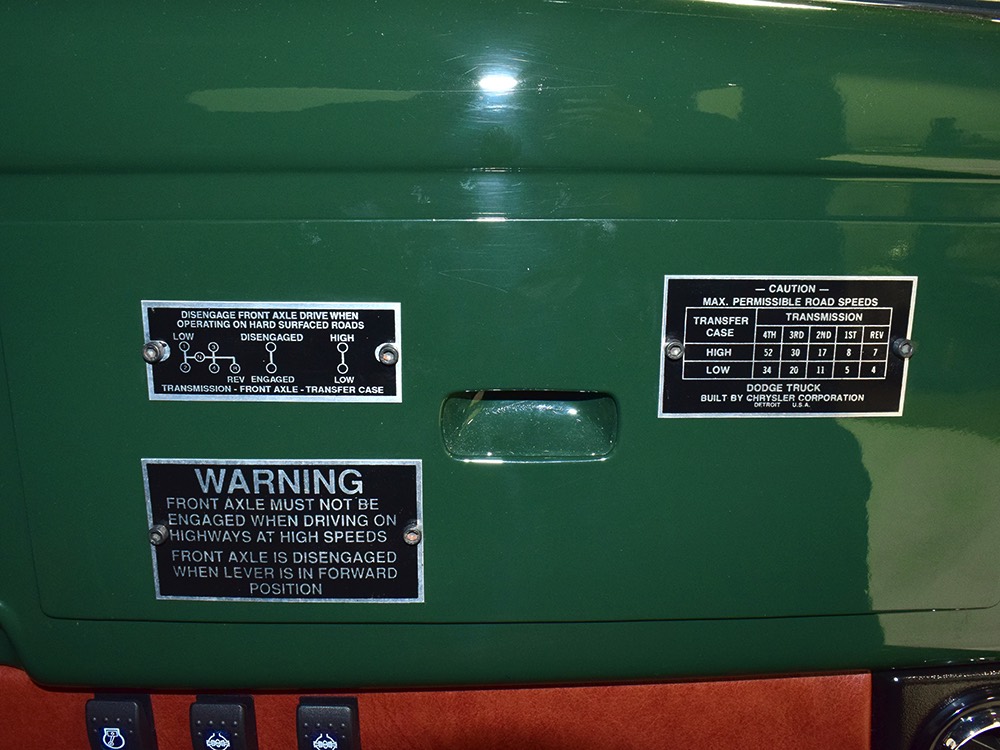 DISENGAGE FRONT AXLE DRIVE WHEN
OPERATING ON HARD SURFACED ROADS
LOW DISENGAGED HIGH
1 3
N
2 4 R
REV ENGAGED LOW
TRANSMISSION - FRONT AXLE - TRANSFER CASE
WARNING
FRONT AXLE MUST NOT BE
ENGAGED WHEN DRIVING ON
HIGHWAYS AT HIGH SPEEDS
FRONT AXLE IS DISENGAGED
WHEN LEVER IS IN FORWARD
POSITION
— CAUTION —
MAX. PERMISSIBLE ROAD SPEEDS
TRANSFER CASE TRANSMISSION
4TH 3RD 2ND 1ST REV
HIGH 52 30 17 8 7
LOW 34 20 11 5 4
DODGE TRUCK
BUILT BY CHRYSLER CORPORATION
DETROIT U.S.A.